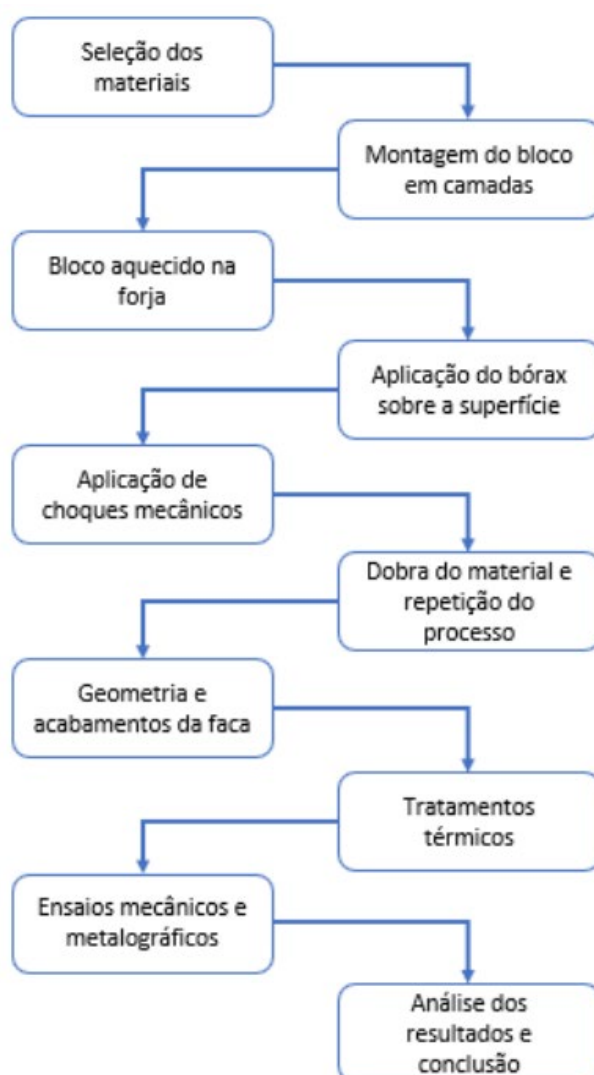 Seleção dos
materiais
Montagem do bloco
em camadas
Bloco aquecido na
forja
Aplicação do bórax
sobre a superfície
Aplicação de
choques mecânicos
Dobra do material e
repetição do
processo
Geometria e
acabamentos da faca
Tratamentos
térmicos
Ensaios mecânicos e
metalográficos
Análise dos
resultados e
conclusão